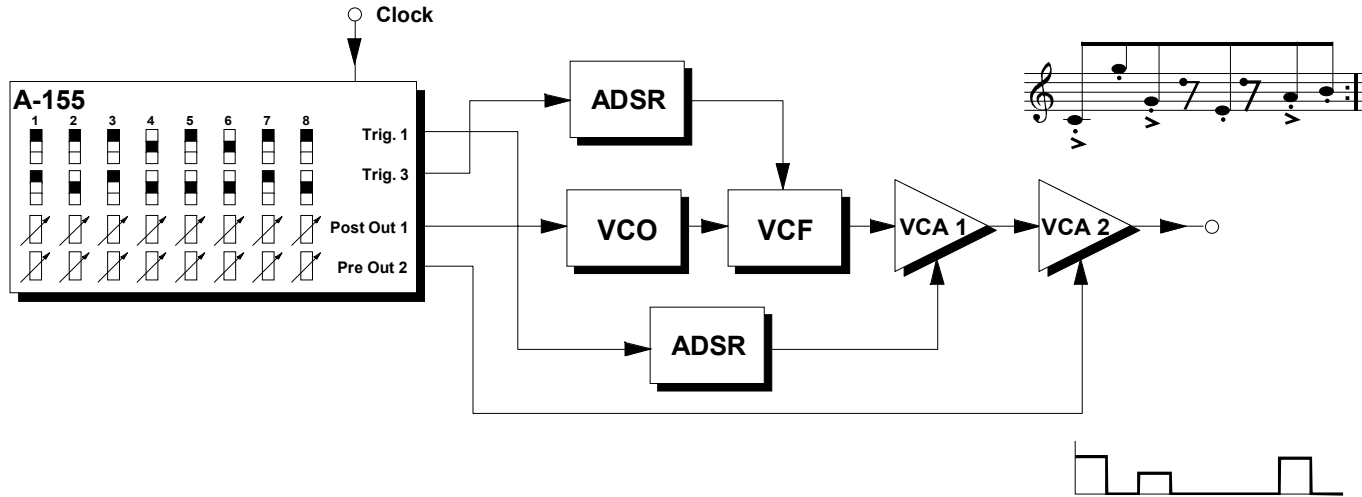 Clock
A-155
1 2 3 4 5 6 7 8
Trig. 1
Trig. 3
Post Out 1
Pre Out 2
ADSR
VCO
VCF
VCA 1
VCA 2
ADSR